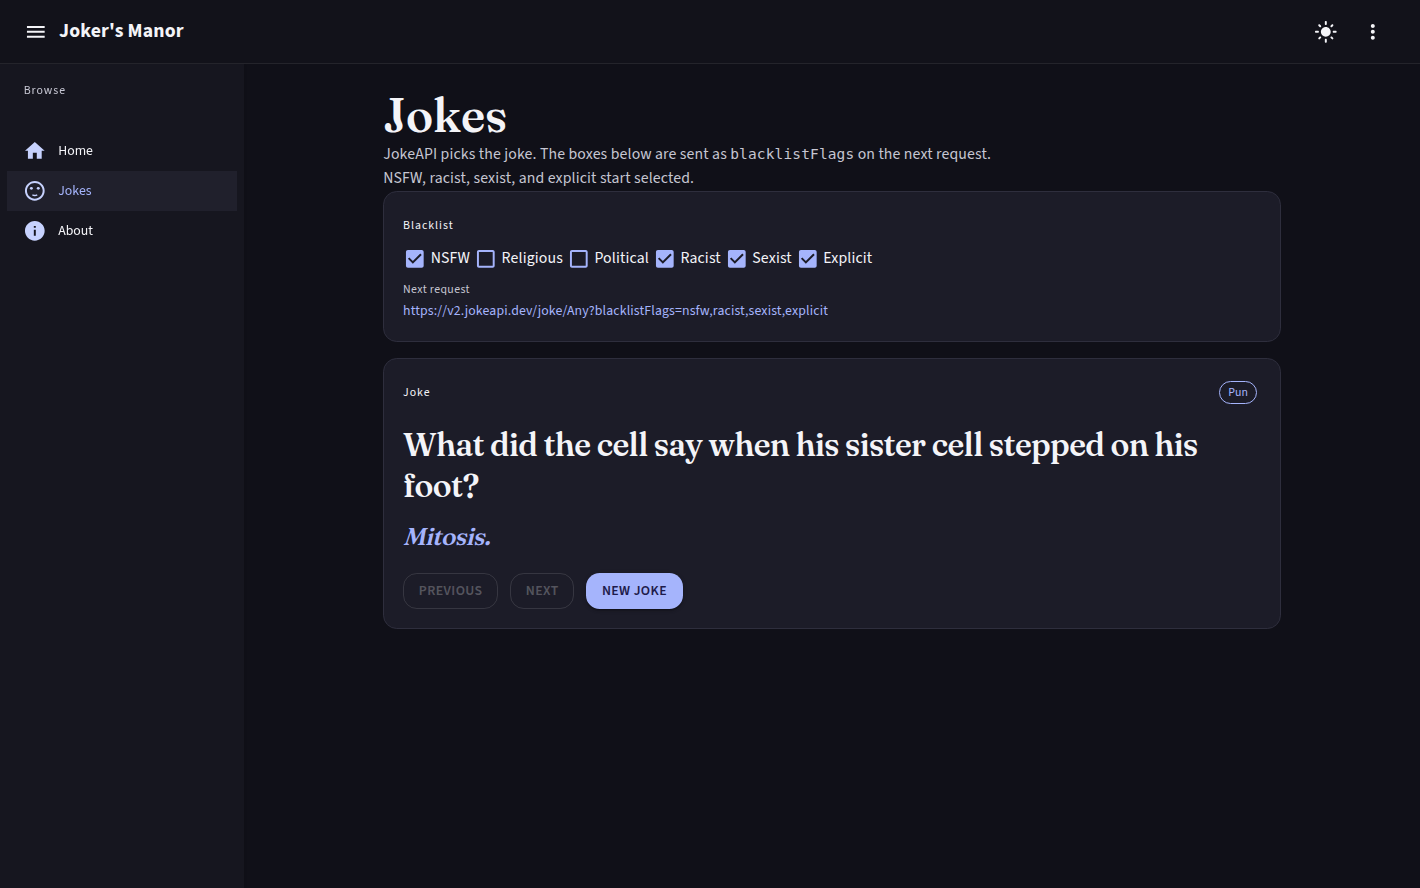 Joker's Manor
Browse
Home
Jokes
About
Jokes
JokeAPI picks the joke. The boxes below are sent as blacklistFlags on the next request.
NSFW, racist, sexist, and explicit start selected.
Blacklist
NSFW Religious Political Racist Sexist Explicit
Next request
https://v2.jokeapi.dev/joke/Any?blacklistFlags=nsfw,racist,sexist,explicit
Joke
Pun
What did the cell say when his sister cell stepped on his
foot?
Mitosis.
PREVIOUS NEXT NEW JOKE